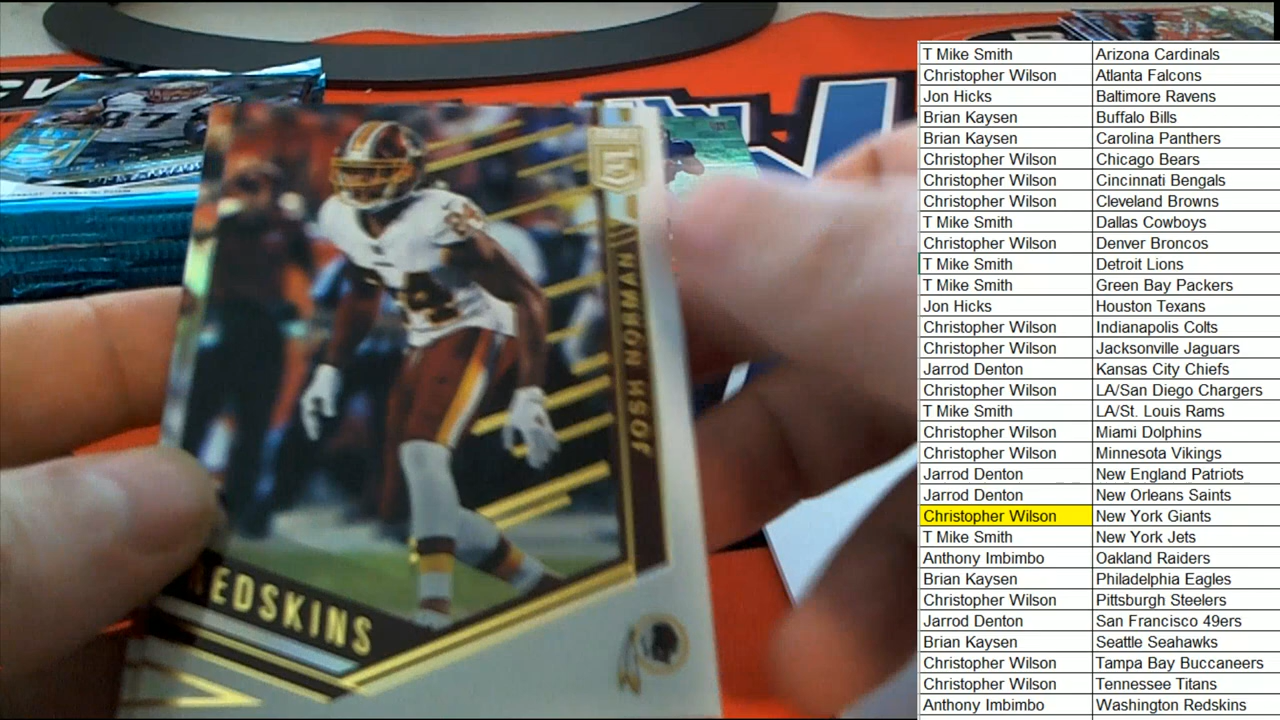 87
24
E
JOSH NORMAN
REDSKINS
T Mike Smith Arizona Cardinals
Christopher Wilson Atlanta Falcons
Jon Hicks Baltimore Ravens
Brian Kaysen Buffalo Bills
Brian Kaysen Carolina Panthers
Christopher Wilson Chicago Bears
Christopher Wilson Cincinnati Bengals
Christopher Wilson Cleveland Browns
T Mike Smith Dallas Cowboys
Christopher Wilson Denver Broncos
T Mike Smith Detroit Lions
T Mike Smith Green Bay Packers
Jon Hicks Houston Texans
Christopher Wilson Indianapolis Colts
Christopher Wilson Jacksonville Jaguars
Jarrod Denton Kansas City Chiefs
Christopher Wilson LA/San Diego Chargers
T Mike Smith LA/St. Louis Rams
Christopher Wilson Miami Dolphins
Christopher Wilson Minnesota Vikings
Jarrod Denton New England Patriots
Jarrod Denton New Orleans Saints
Christopher Wilson New York Giants
T Mike Smith New York Jets
Anthony Imbimbo Oakland Raiders
Brian Kaysen Philadelphia Eagles
Christopher Wilson Pittsburgh Steelers
Jarrod Denton San Francisco 49ers
Brian Kaysen Seattle Seahawks
Christopher Wilson Tampa Bay Buccaneers
Christopher Wilson Tennessee Titans
Anthony Imbimbo Washington Redskins